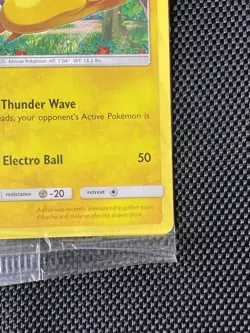 Mouse Pokémon HT: 1'04" WT: 13.2 lbs.
Thunder Wave
ads, your opponent's Active Pokémon is
.
Electro Ball 50
resistance -20 retreat
A plan was recently announced to gather many
Pikachu and make an electric power plant.